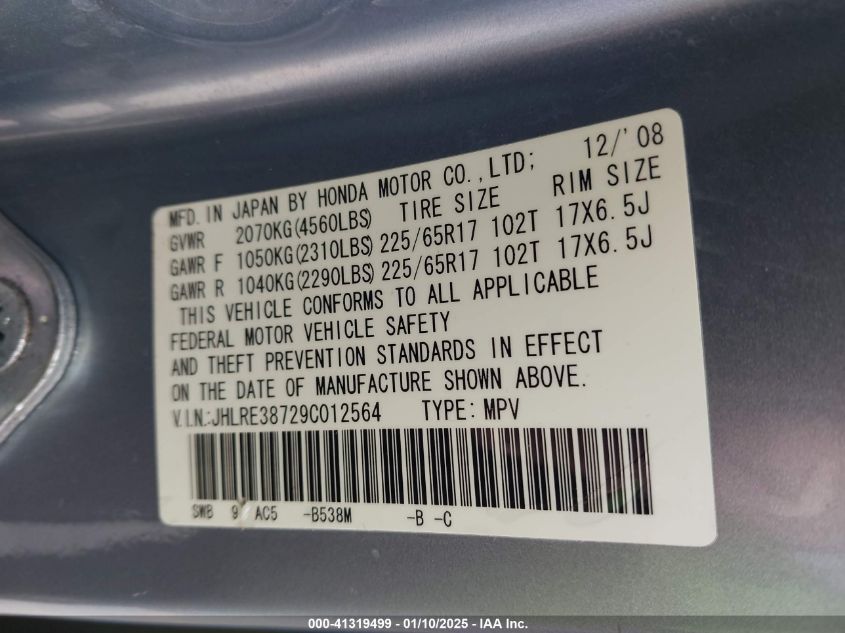 MFD. IN JAPAN BY HONDA MOTOR CO.,LTD; 12/'08
GVWR 2070KG(4560LBS) TIRE SIZE RIM SIZE
GAWR F 1050KG(2310LBS) 225/65R17 102T 17X6.5J
GAWR R 1040KG(2290LBS) 225/65R17 102T 17X6.5J
THIS VEHICLE CONFORMS TO ALL APPLICABLE
FEDERAL MOTOR VEHICLE SAFETY
AND THEFT PREVENTION STANDARDS IN EFFECT
ON THE DATE OF MANUFACTURE SHOWN ABOVE.
V.I.N.:JHLRE38729C012564 TYPE: MPV
SWB 9 AC5 -B538M -B -C
000-41319499 — 01/10/2025 — IAA Inc.